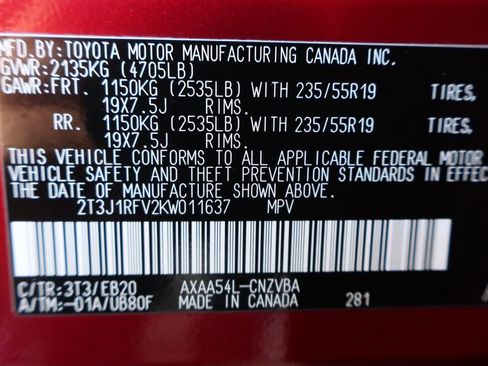 MFD.BY:TOYOTA MOTOR MANUFACTURING CANADA INC.
GVWR:2135KG (4705LB)
GAWR:FRT. 1150KG (2535LB) WITH 235/55R19 TIRES,
19X7.5J RIMS.
RR. 1150KG (2535LB) WITH 235/55R19 TIRES,
19X7.5J RIMS.
THIS VEHICLE CONFORMS TO ALL APPLICABLE FEDERAL MOTOR
VEHICLE SAFETY AND THEFT PREVENTION STANDARDS IN EFFEC
THE DATE OF MANUFACTURE SHOWN ABOVE.
2T3J1RFV2KW011637 MPV
C/TR:3T3/EB20 AXAA54L-CNZVBA
A/TM:-01A/UB80F MADE IN CANADA 281